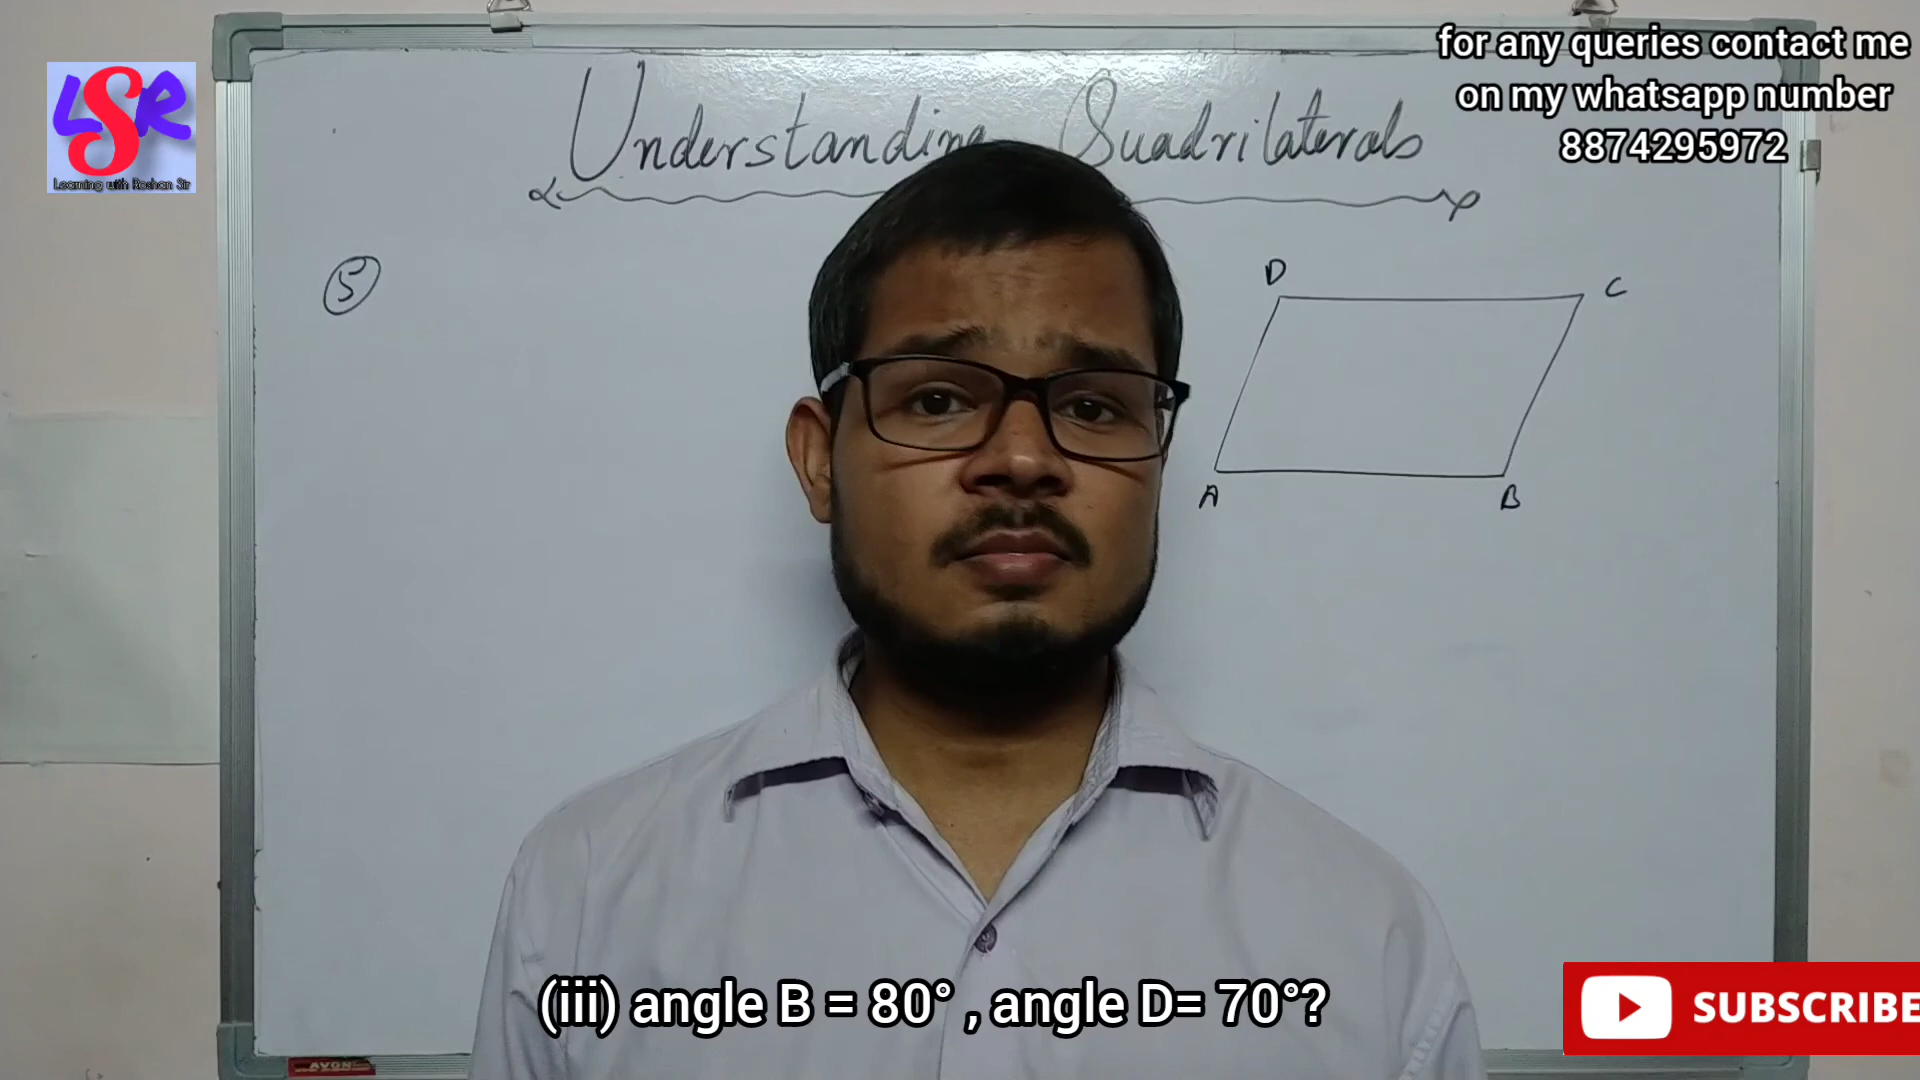 for any queries contact me
on my whatsapp number
8874295972
LSR
Learning with Roshan Sir
Understanding Quadrilaterals
5
D
C
A
B
(iii) angle B = 80° , angle D= 70°?
SUBSCRIBE
AVON